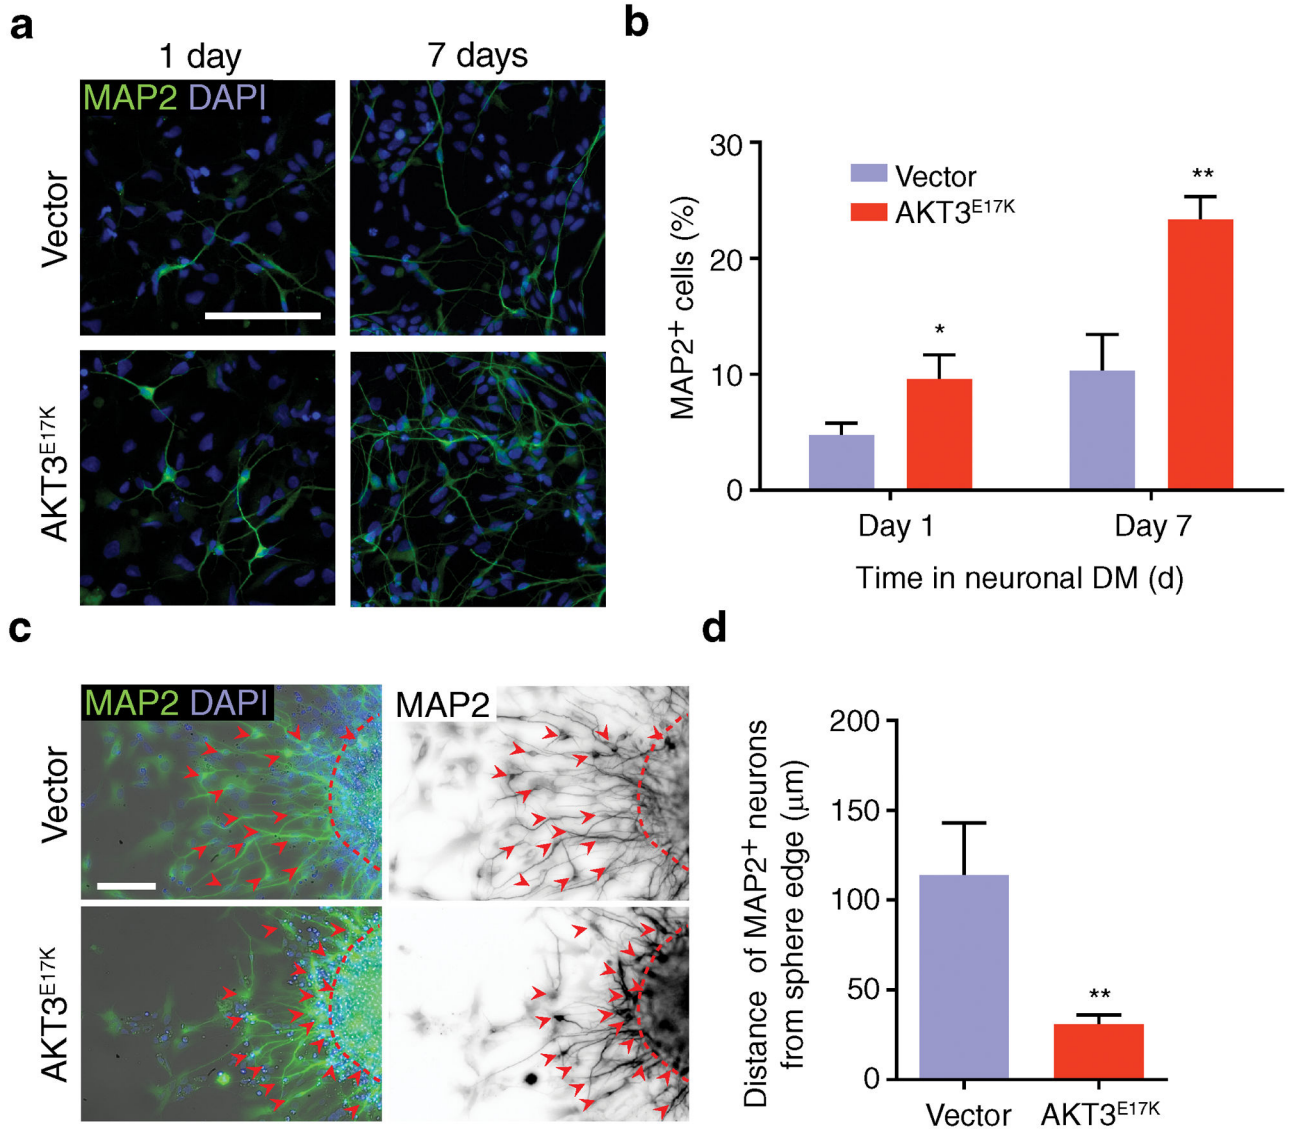 a
1 day
7 days
MAP2 DAPI
Vector
AKT3E17K
b
30
20
10
0
MAP2+ cells (%)
Vector
AKT3E17K
*
**
Day 1
Day 7
Time in neuronal DM (d)
c
MAP2 DAPI
MAP2
Vector
AKT3E17K
d
200
150
100
50
0
Distance of MAP2+ neurons
from sphere edge (μm)
**
Vector
AKT3E17K